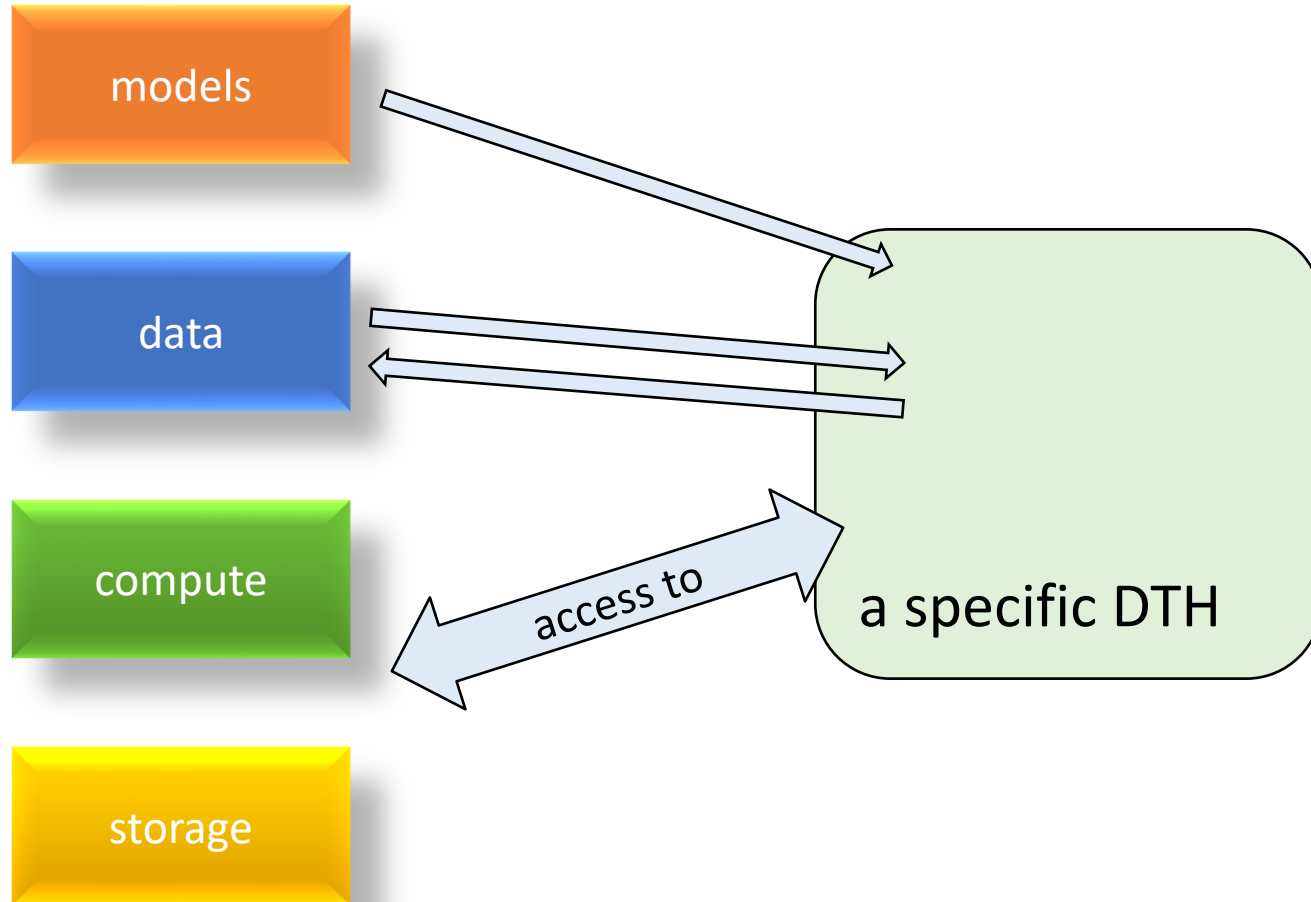 models
data
compute
access to
a specific DTH
storage